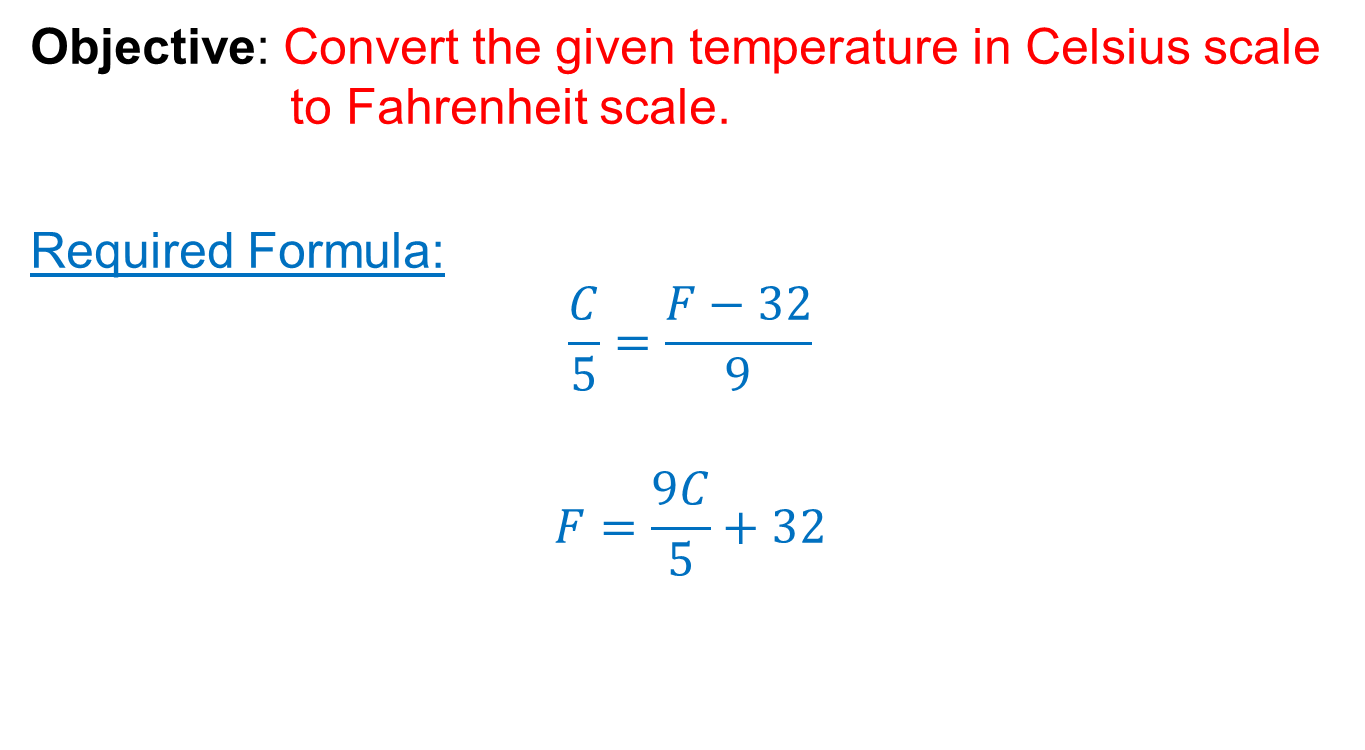 Objective: Convert the given temperature in Celsius scale
to Fahrenheit scale.
Required Formula:
C/5 = F − 32/9
F = 9C/5 + 32